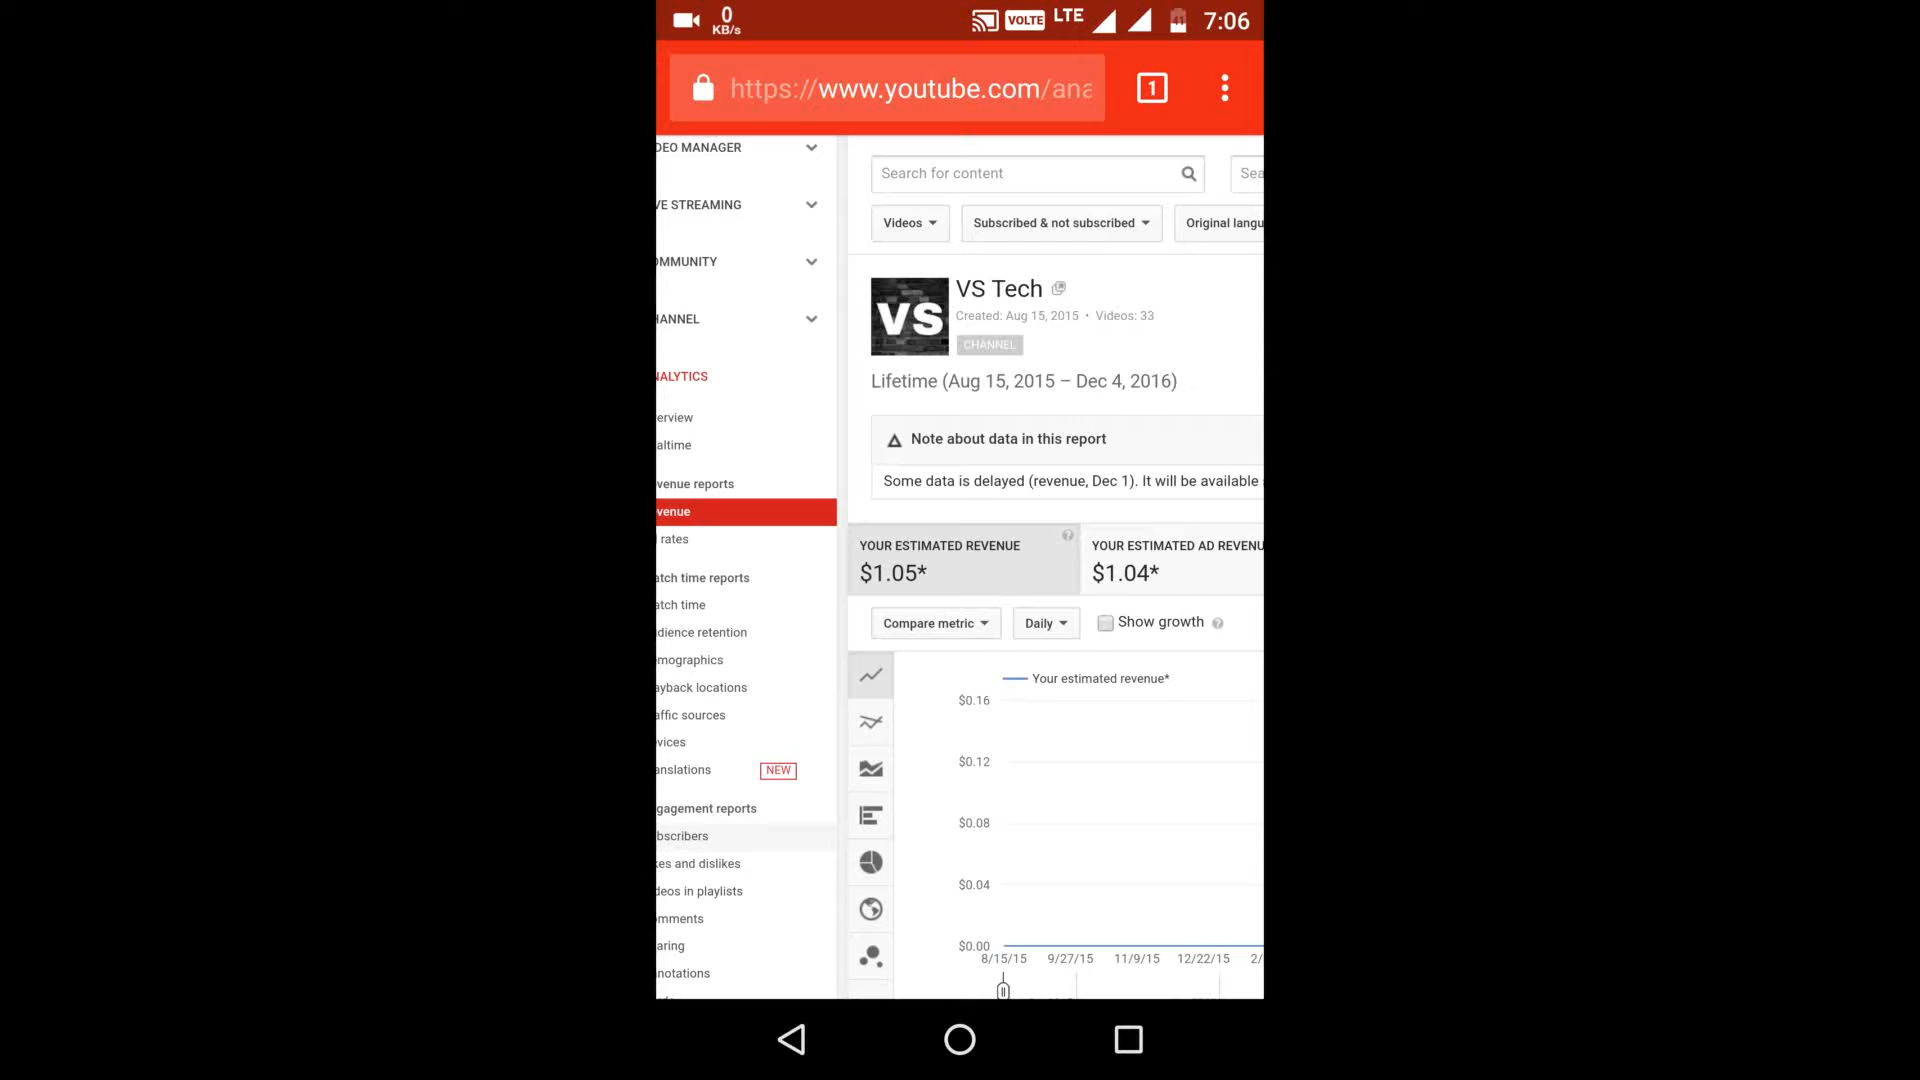 0
KB/s
VOLTE
LTE
41
7:06
https://www.youtube.com/ana
1
DEO MANAGER
VE STREAMING
OMMUNITY
HANNEL
NALYTICS
erview
altime
venue reports
venue
rates
atch time reports
atch time
dience retention
mographics
ayback locations
affic sources
vices
anslations
NEW
gagement reports
bscribers
kes and dislikes
deos in playlists
mments
aring
notations
Search for content
Sea
Videos
Subscribed & not subscribed
Original langu
VS
VS Tech
Created: Aug 15, 2015 • Videos: 33
CHANNEL
Lifetime (Aug 15, 2015 – Dec 4, 2016)
Note about data in this report
Some data is delayed (revenue, Dec 1). It will be available
YOUR ESTIMATED REVENUE
?
$1.05*
YOUR ESTIMATED AD REVENU
$1.04*
Compare metric
Daily
Show growth
?
Your estimated revenue*
$0.16
$0.12
$0.08
$0.04
$0.00
8/15/15
9/27/15
11/9/15
12/22/15
2/